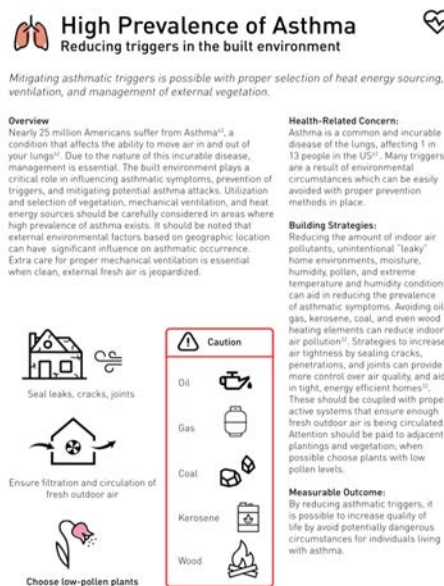 High Prevalence of Asthma
Reducing triggers in the built environment
Mitigating asthmatic triggers is possible with proper selection of heat energy sourcing,
ventilation, and management of external vegetation.
Overview
Nearly 25 million Americans suffer from Asthma⁶², a
condition that affects the ability to move air in and out of
your lungs⁶². Due to the nature of this incurable disease,
management is essential. The built environment plays a
critical role in influencing asthmatic symptoms, prevention of
triggers, and mitigating potential asthma attacks. Utilization
and selection of vegetation, mechanical ventilation, and heat
energy sources should be carefully considered in areas where
high prevalence of asthma exists. It should be noted that
external environmental factors based on geographic location
can have significant influence on asthmatic occurrence.
Extra care for proper mechanical ventilation is essential
when clean, external fresh air is jeopardized.
Seal leaks, cracks, joints
Ensure filtration and circulation of
fresh outdoor air
Choose low-pollen plants
Caution
Oil
Gas
Coal
Kerosene
Wood
Health-Related Concern:
Asthma is a common and incurable
disease of the lungs, affecting 1 in
13 people in the US⁶². Many triggers
are a result of environmental
circumstances which can be easily
avoided with proper prevention
methods in place.
Building Strategies:
Reducing the amount of indoor air
pollutants, unintentional "leaky"
home environments, moisture,
humidity, pollen, and extreme
temperature and humidity condition
can aid in reducing the prevalence
of asthmatic symptoms. Avoiding oil
gas, kerosene, coal, and even wood
heating elements can reduce indoor
air pollution⁵². Strategies to increase
air tightness by sealing cracks,
penetrations, and joints can provide
more control over air quality, and aid
in tight, energy efficient homes⁵².
These should be coupled with prope
active systems that ensure enough
fresh outdoor air is being circulated
Attention should be paid to adjacent
plantings and vegetation; when
possible choose plants with low
pollen levels.
Measurable Outcome:
By reducing asthmatic triggers, it
is possible to increase quality of
life by avoid potentially dangerous
circumstances for individuals living
with asthma.